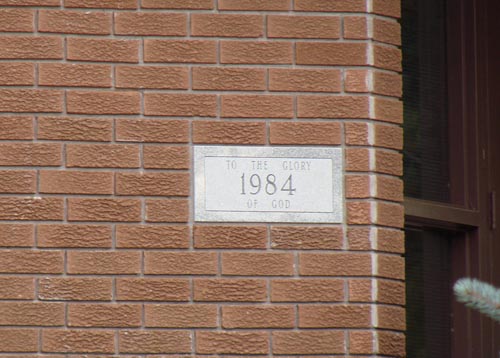 TO THE GLORY
1984
OF GOD